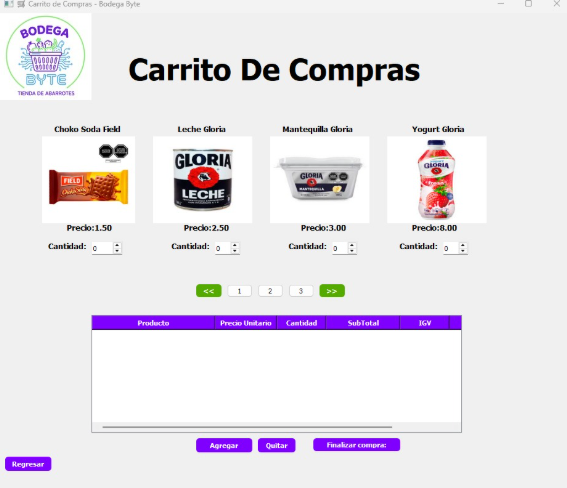 Carrito de Compras - Bodega Byte
BODEGA
BYTE
TIENDA DE ABARROTES
Carrito De Compras
Choko Soda Field
Leche Gloria
Mantequilla Gloria
Yogurt Gloria
FIELD
GLORIA
LECHE
GLORIA
MANTEQUILLA
GLORIA
Precio:1.50
Precio:2.50
Precio:3.00
Precio:8.00
Cantidad: 0
Cantidad: 0
Cantidad: 0
Cantidad: 0
<< 1 2 3 >>
Producto Precio Unitario Cantidad SubTotal IGV
Agregar Quitar Finalizar compra:
Regresar